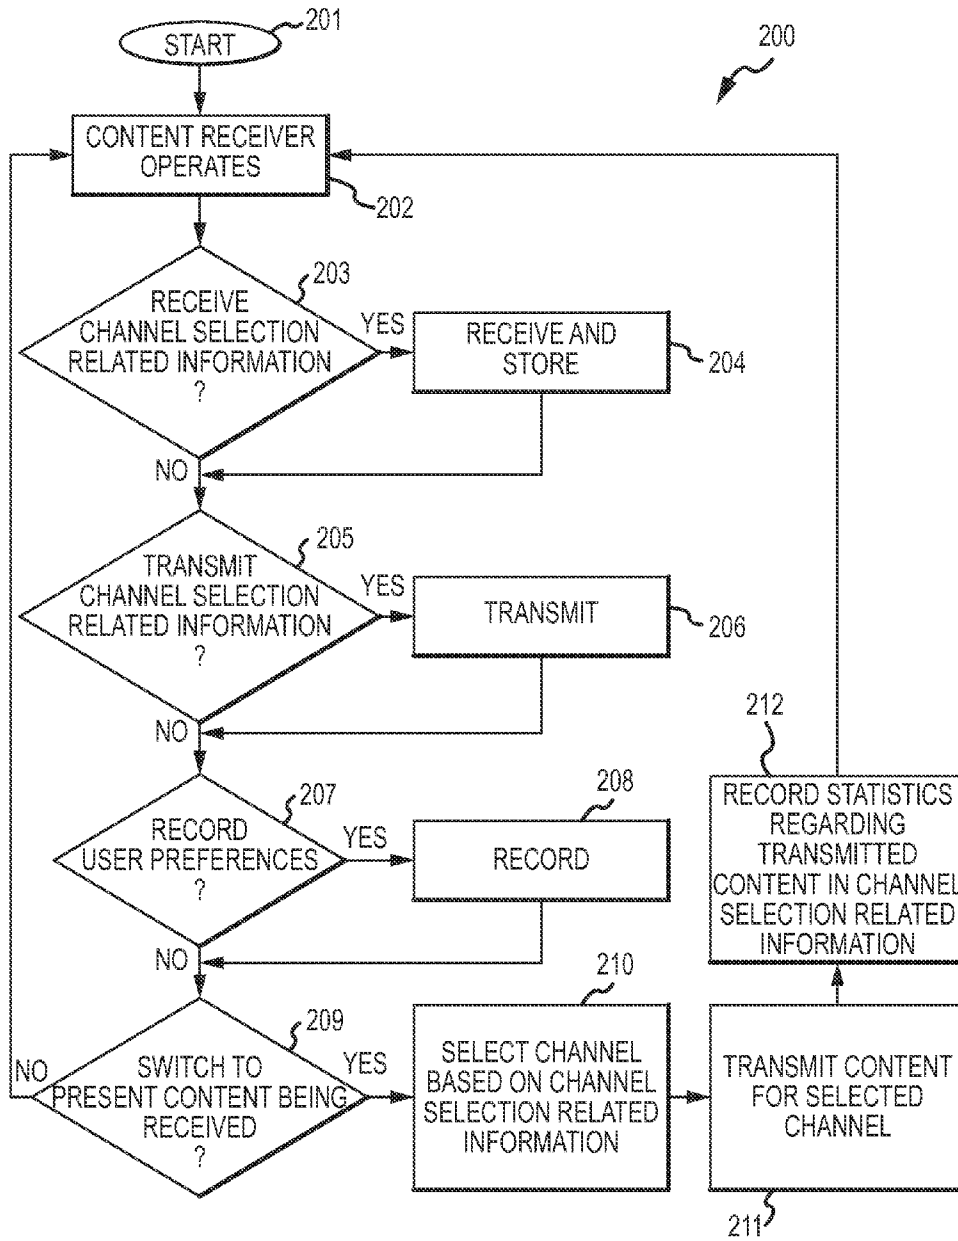 START
201
200
CONTENT RECEIVER
OPERATES
202
RECEIVE
CHANNEL SELECTION
RELATED INFORMATION
?
203
YES
RECEIVE AND
STORE
204
NO
TRANSMIT
CHANNEL SELECTION
RELATED INFORMATION
?
205
YES
TRANSMIT
206
NO
RECORD
USER PREFERENCES
?
207
YES
RECORD
208
NO
SWITCH TO
PRESENT CONTENT BEING
RECEIVED
?
209
NO
YES
SELECT CHANNEL
BASED ON CHANNEL
SELECTION RELATED
INFORMATION
210
TRANSMIT CONTENT
FOR SELECTED
CHANNEL
211
RECORD STATISTICS
REGARDING
TRANSMITTED
CONTENT IN CHANNEL
SELECTION RELATED
INFORMATION
212